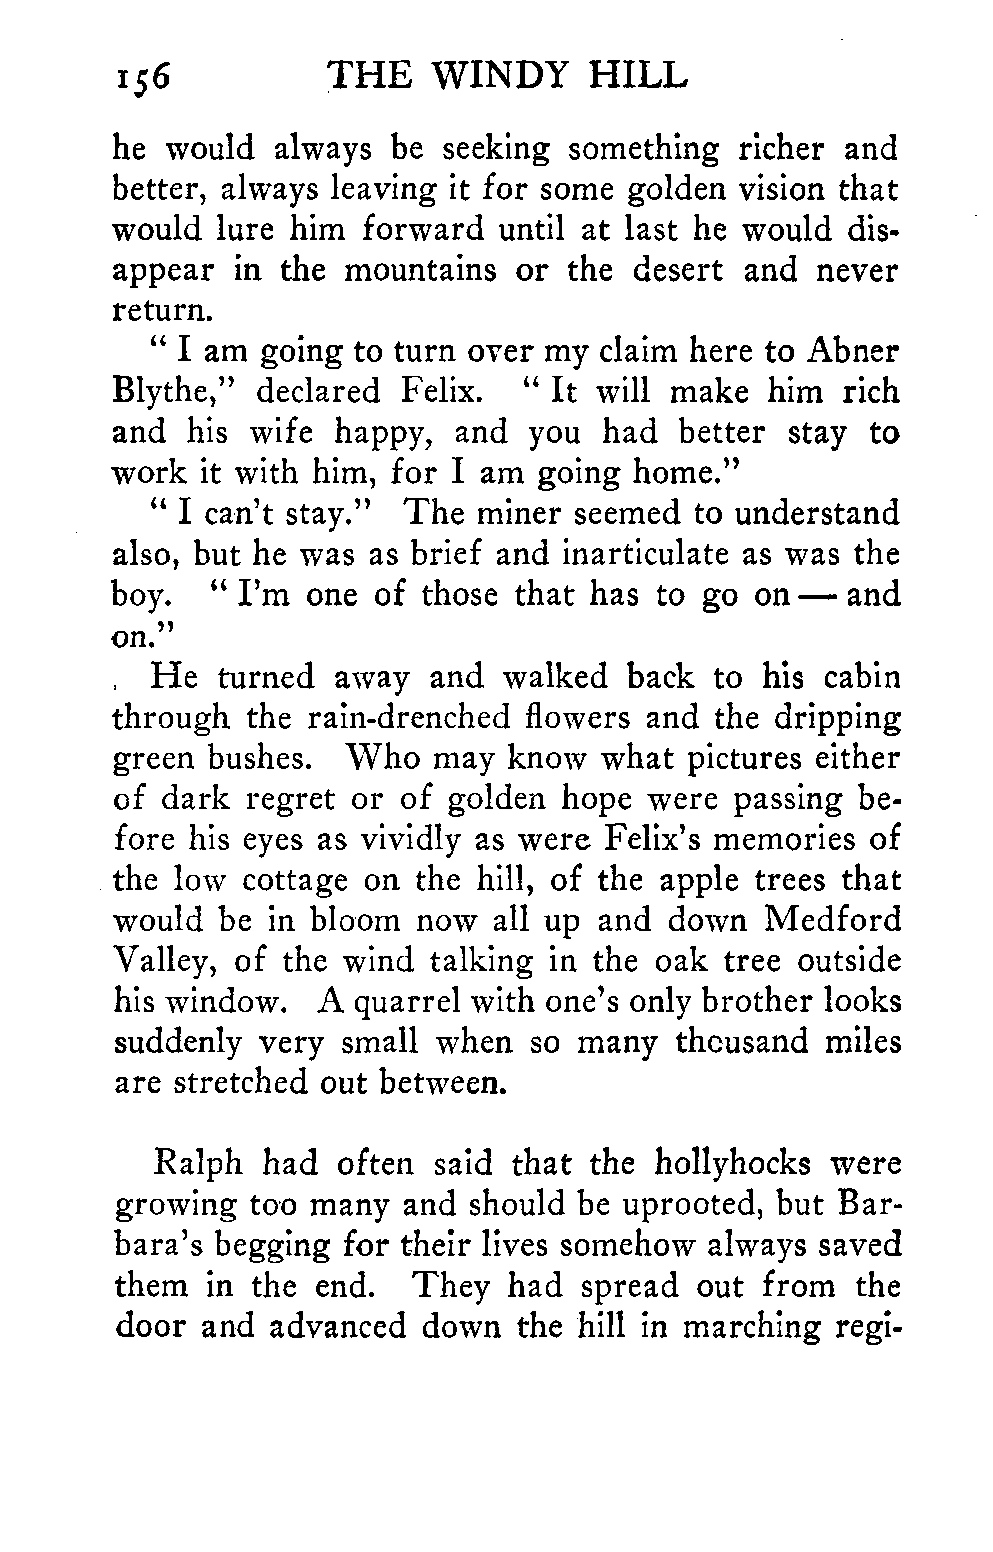 156 THE WINDY HILL
he would always be seeking something richer and
better, always leaving it for some golden vision that
would lure him forward until at last he would dis-
appear in the mountains or the desert and never
return.
" I am going to turn over my claim here to Abner
Blythe," declared Felix. " It will make him rich
and his wife happy, and you had better stay to
work it with him, for I am going home."
" I can't stay." The miner seemed to understand
also, but he was as brief and inarticulate as was the
boy. " I'm one of those that has to go on — and
on."
He turned away and walked back to his cabin
through the rain-drenched flowers and the dripping
green bushes. Who may know what pictures either
of dark regret or of golden hope were passing be-
fore his eyes as vividly as were Felix's memories of
the low cottage on the hill, of the apple trees that
would be in bloom now all up and down Medford
Valley, of the wind talking in the oak tree outside
his window. A quarrel with one's only brother looks
suddenly very small when so many thousand miles
are stretched out between.
Ralph had often said that the hollyhocks were
growing too many and should be uprooted, but Bar-
bara's begging for their lives somehow always saved
them in the end. They had spread out from the
door and advanced down the hill in marching regi-